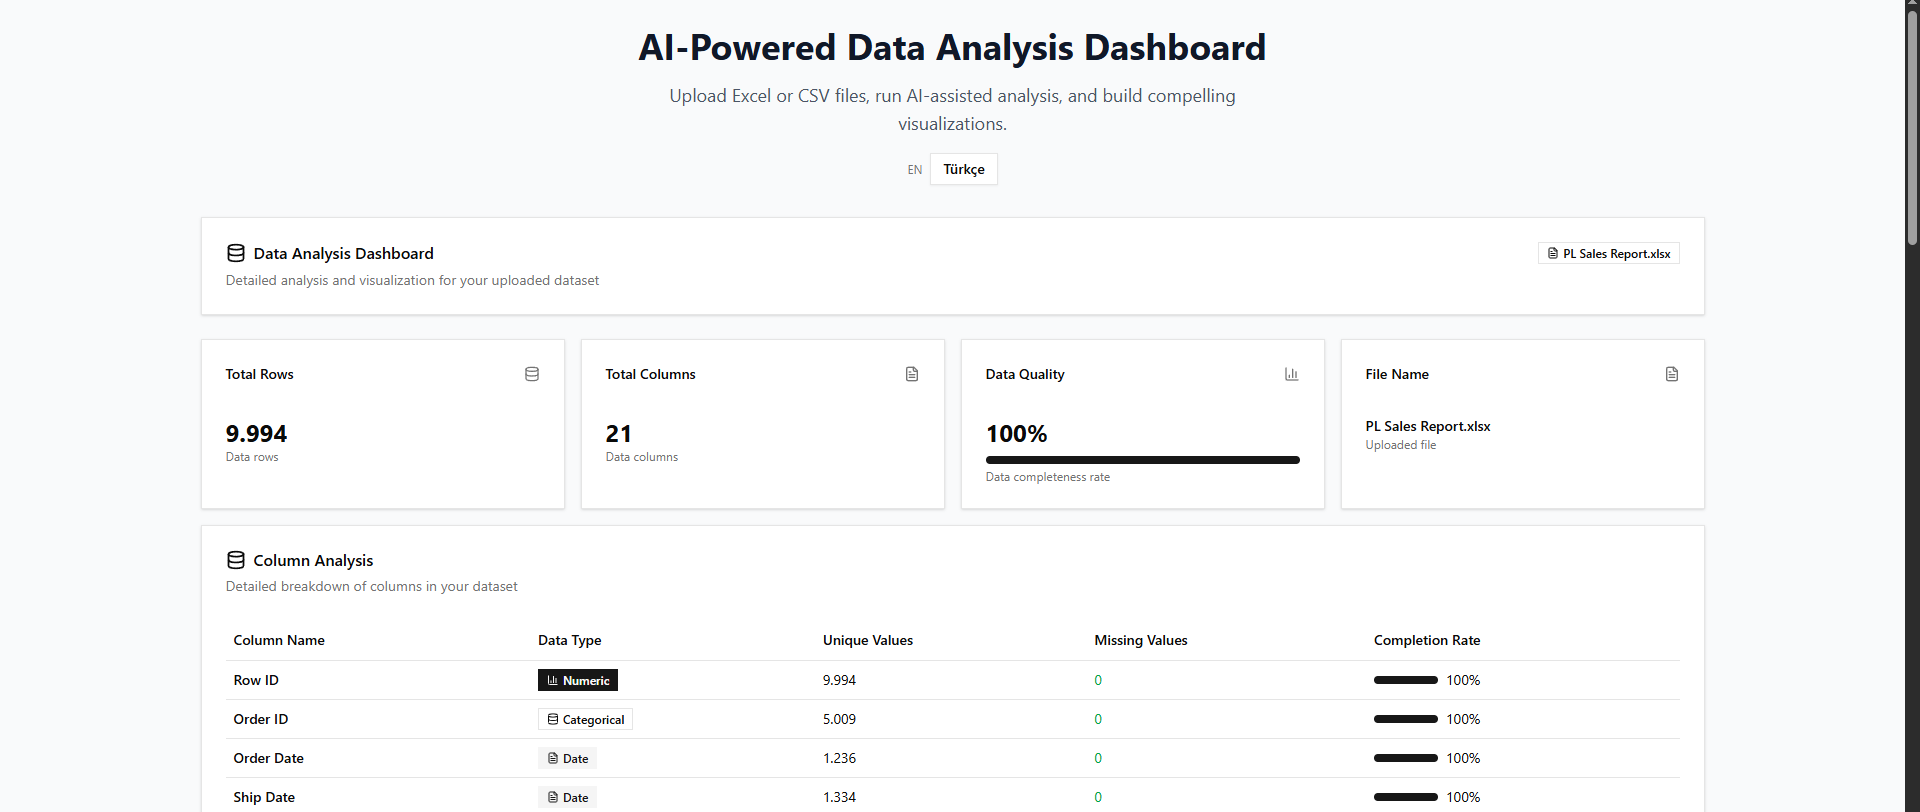 AI-Powered Data Analysis Dashboard
Upload Excel or CSV files, run AI-assisted analysis, and build compelling
visualizations.
EN Türkçe
Data Analysis Dashboard
PL Sales Report.xlsx
Detailed analysis and visualization for your uploaded dataset
Total Rows
9.994
Data rows
Total Columns
21
Data columns
Data Quality
100%
Data completeness rate
File Name
PL Sales Report.xlsx
Uploaded file
Column Analysis
Detailed breakdown of columns in your dataset
Column Name Data Type Unique Values Missing Values Completion Rate
Row ID Numeric 9.994 0 100%
Order ID Categorical 5.009 0 100%
Order Date Date 1.236 0 100%
Ship Date Date 1.334 0 100%